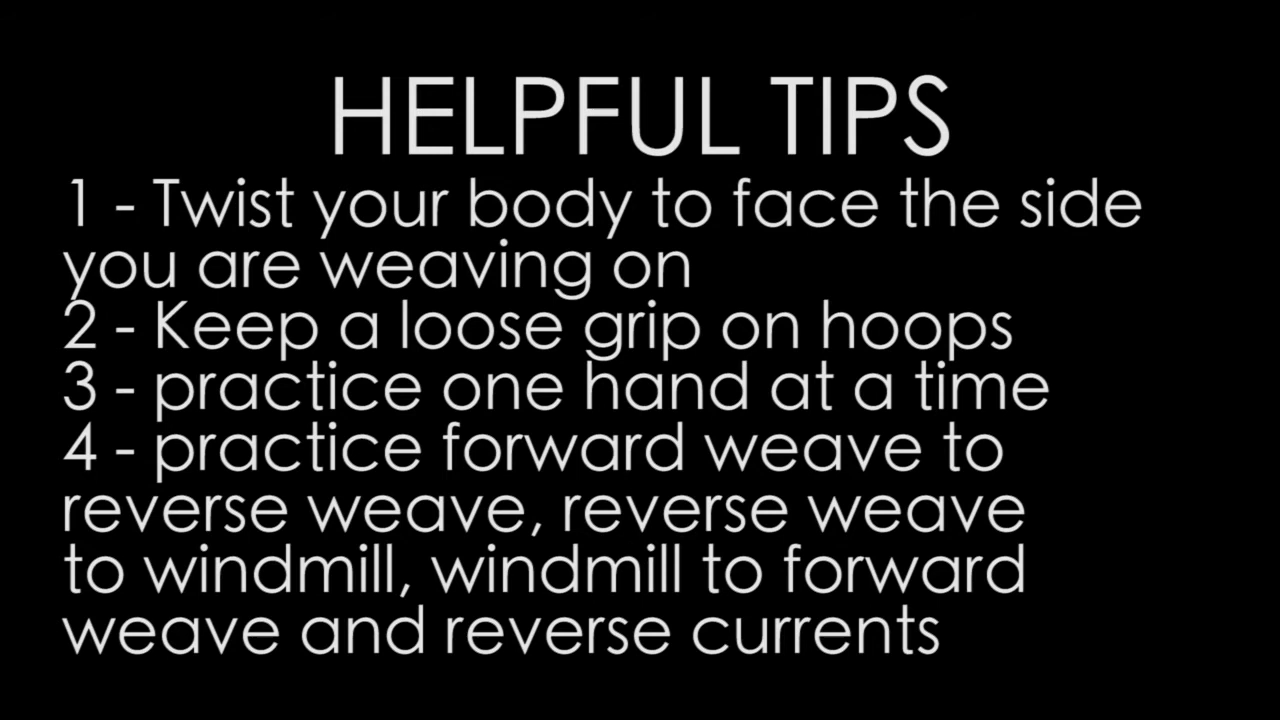 HELPFUL TIPS
1 - Twist your body to face the side
you are weaving on
2 - Keep a loose grip on hoops
3 - practice one hand at a time
4 - practice forward weave to
reverse weave, reverse weave
to windmill, windmill to forward
weave and reverse currents